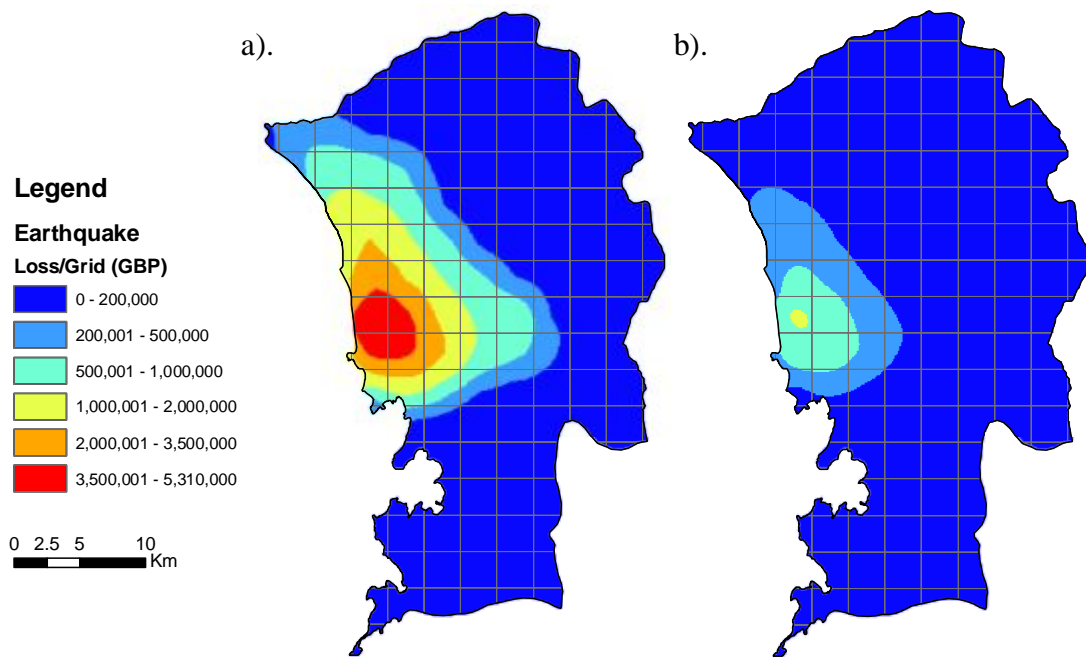 a).
b).
Legend
Earthquake
Loss/Grid (GBP)
0 - 200,000
200,001 - 500,000
500,001 - 1,000,000
1,000,001 - 2,000,000
2,000,001 - 3,500,000
3,500,001 - 5,310,000
0 2.5 5 10
Km